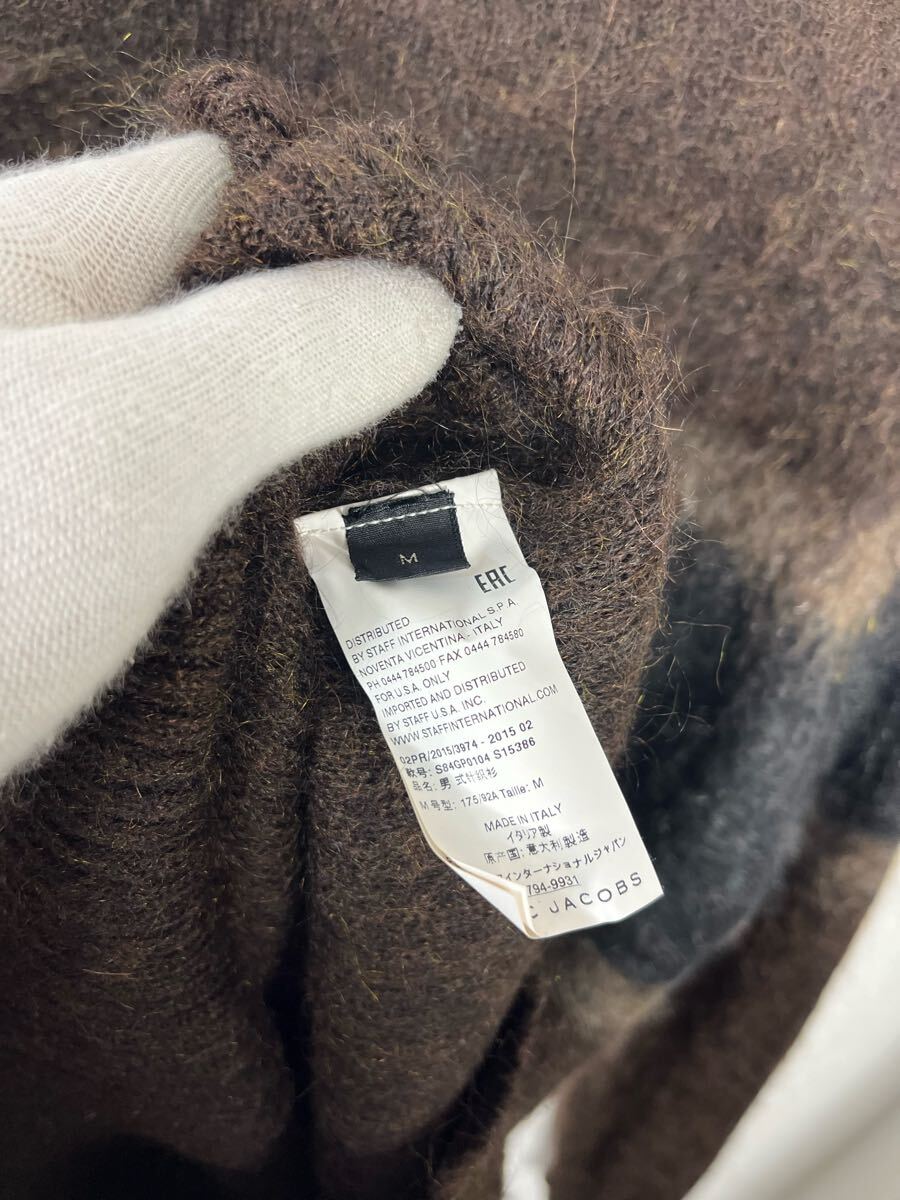 M
EAC
DISTRIBUTED
BY STAFF INTERNATIONAL S.P.A.
NOVENTA VICENTINA - ITALY
PH 0444 784500 FAX 0444 784580
FOR U.S.A. ONLY
IMPORTED AND DISTRIBUTED
BY STAFF U.S.A. INC.
WWW.STAFFINTERNATIONAL.COM
02PR/2015/3974 - 2015 02
款号: S84GP0104 S15386
品名: 男 式针织衫
M 号型: 175/92A Taille: M
MADE IN ITALY
イタリア製
原产国: 意大利製造
インターナショナルジャパン
794-9931
C JACOBS